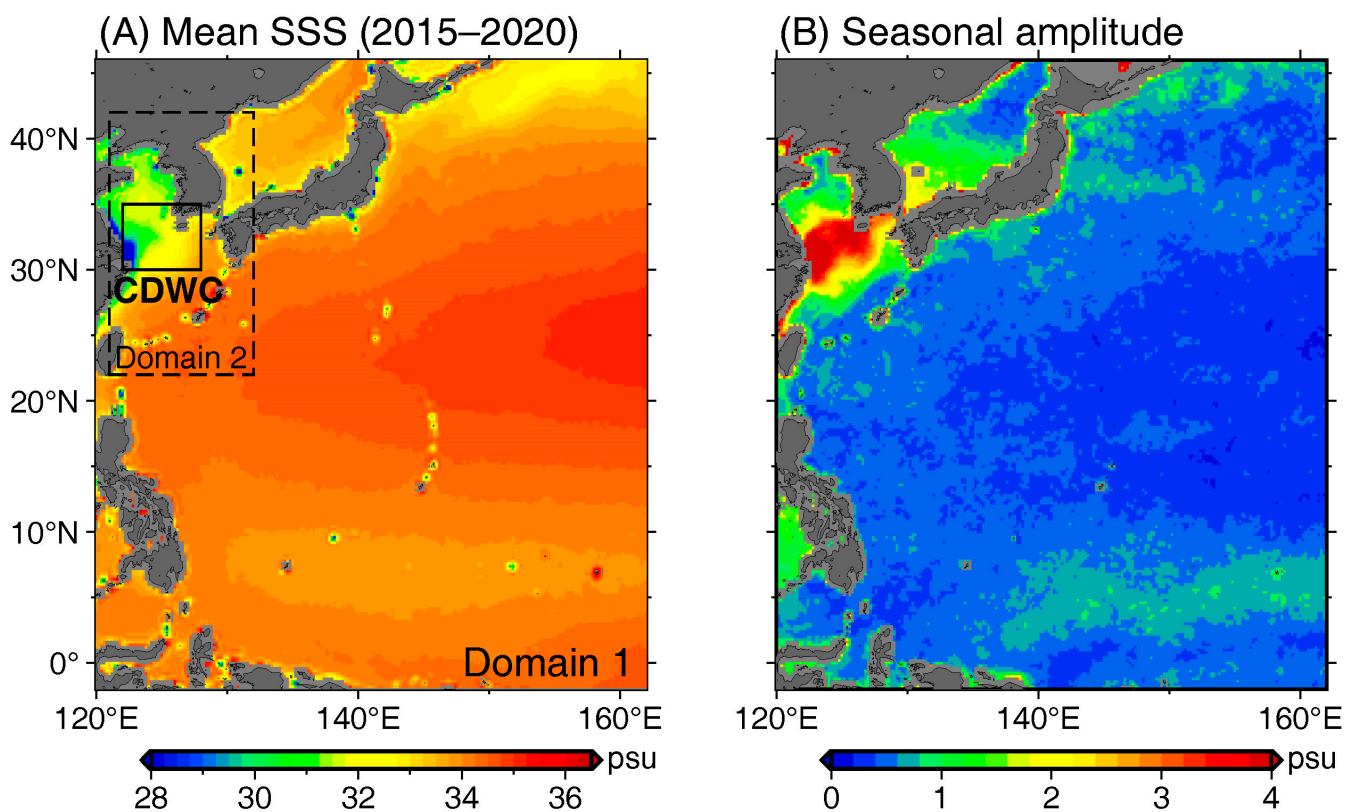 (A) Mean SSS (2015–2020)
(B) Seasonal amplitude
40°N
30°N
20°N
10°N
0°
CDWC
Domain 2
Domain 1
120°E 140°E 160°E
120°E 140°E 160°E
psu
28 30 32 34 36
psu
0 1 2 3 4